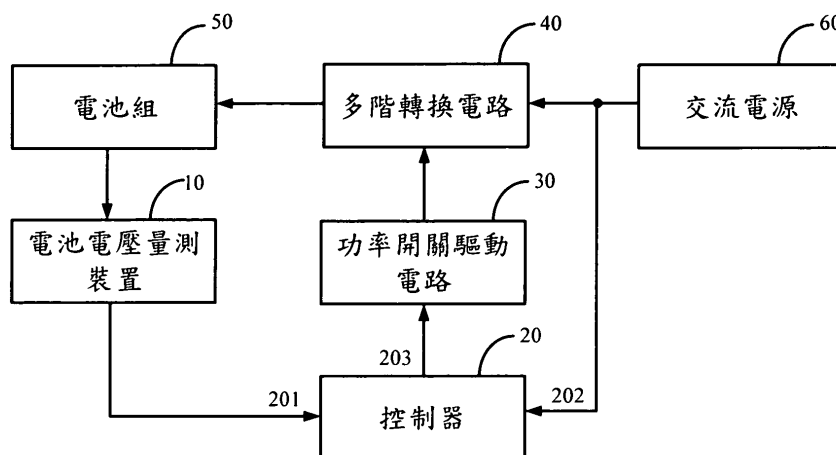 50
40
60
電池組
多階轉換電路
交流電源
10
30
電池電壓量測
裝置
功率開關驅動
電路
203
20
201
202
控制器